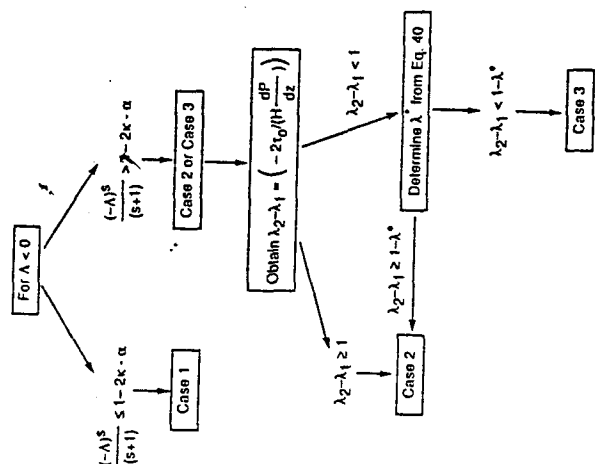 For Λ < 0
(-Λ)^s / (s+1) ≤ 1-2κ-α
(-Λ)^s / (s+1) > 1-2κ-α
Case 1
Case 2 or Case 3
Obtain λ₂-λ₁ = ( -2τ₀/(H dP/dz ))
λ₂-λ₁ ≥ 1
λ₂-λ₁ < 1
Case 2
λ₂-λ₁ ≥ 1-λ*
Determine λ* from Eq. 40
λ₂-λ₁ < 1-λ*
Case 3